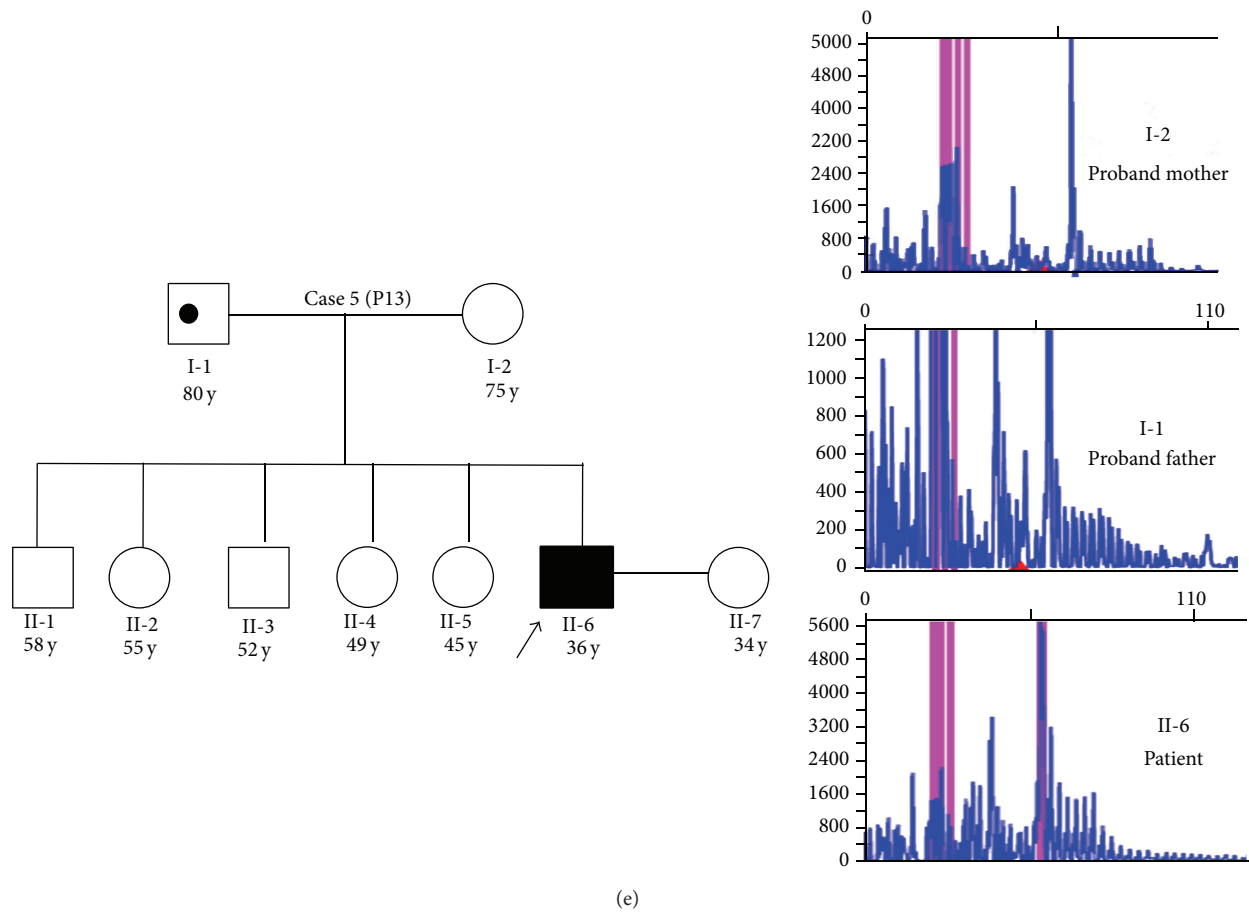 Case 5 (P13)
I-1
80 y
I-2
75 y
II-1
58 y
II-2
55 y
II-3
52 y
II-4
49 y
II-5
45 y
II-6
36 y
II-7
34 y
0
5000
4800
4000
3200
2400
1600
800
0
I-2
Proband mother
0 110
1200
1000
800
600
400
200
0
I-1
Proband father
0 110
5600
4800
4000
3200
2400
1600
800
0
II-6
Patient
(e)